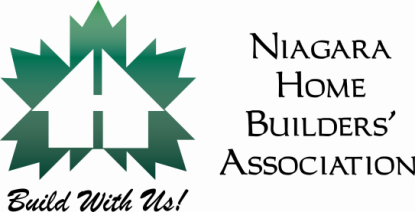 Niagara
Home
Builders'
Association
Build With Us!